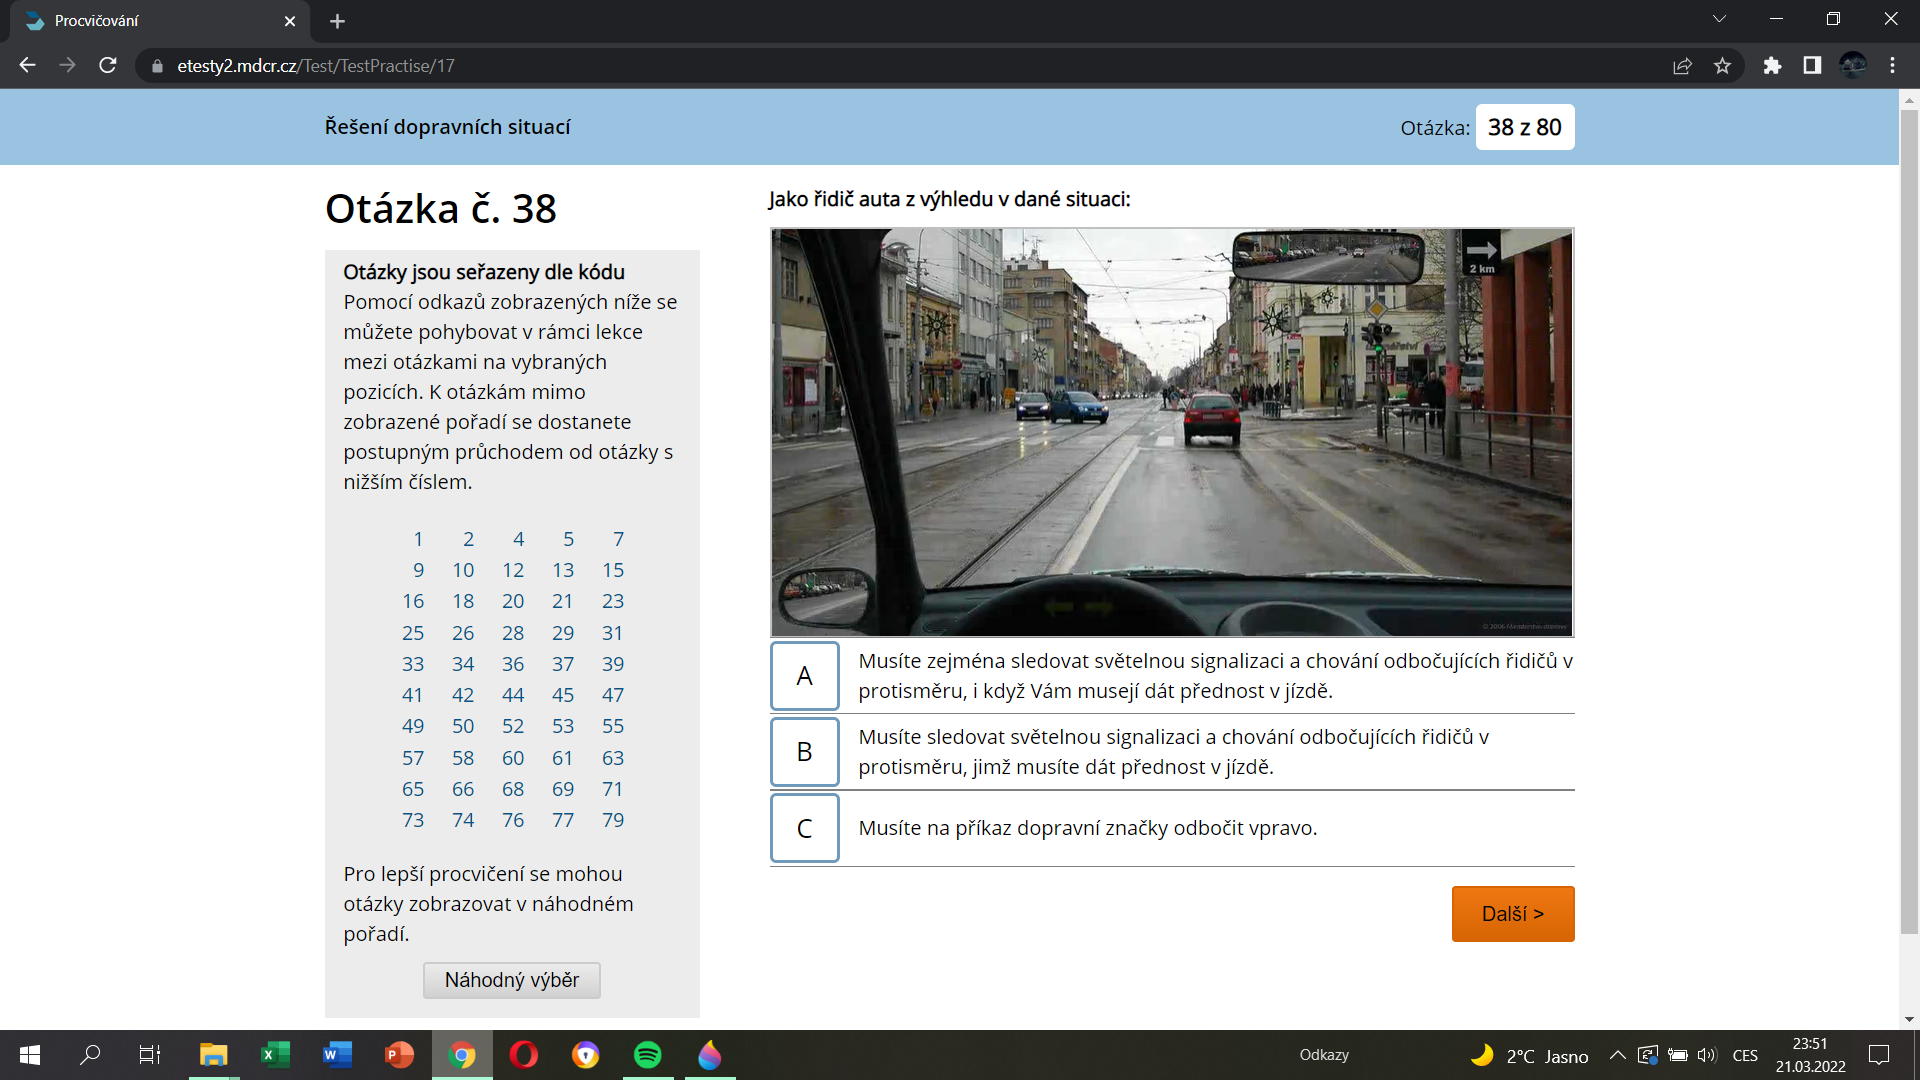 Procvičování
etesty2.mdcr.cz/Test/TestPractise/17
Řešení dopravních situací
Otázka: 38 z 80
Otázka č. 38
Otázky jsou seřazeny dle kódu
Pomocí odkazů zobrazených níže se
můžete pohybovat v rámci lekce
mezi otázkami na vybraných
pozicích. K otázkám mimo
zobrazené pořadí se dostanete
postupným průchodem od otázky s
nižším číslem.
1 2 4 5 7
9 10 12 13 15
16 18 20 21 23
25 26 28 29 31
33 34 36 37 39
41 42 44 45 47
49 50 52 53 55
57 58 60 61 63
65 66 68 69 71
73 74 76 77 79
Pro lepší procvičení se mohou
otázky zobrazovat v náhodném
pořadí.
Náhodný výběr
Jako řidič auta z výhledu v dané situaci:
2 km
A
Musíte zejména sledovat světelnou signalizaci a chování odbočujících řidičů v
protisměru, i když Vám musejí dát přednost v jízdě.
B
Musíte sledovat světelnou signalizaci a chování odbočujících řidičů v
protisměru, jimž musíte dát přednost v jízdě.
C
Musíte na příkaz dopravní značky odbočit vpravo.
Další >
Odkazy
2°C Jasno
CES
23:51
21.03.2022